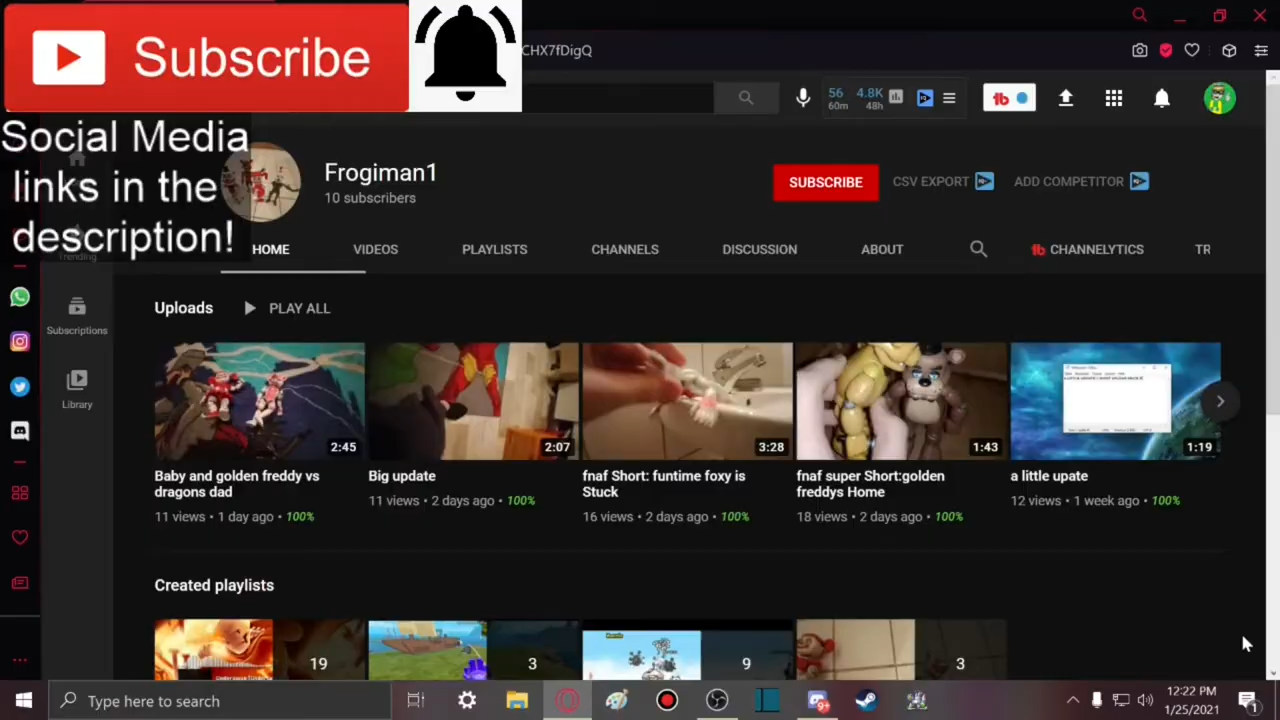 Subscribe
CHX7fDigQ
Social Media
links in the
description!
56
60m
4.8K
48h
Frogiman1
10 subscribers
SUBSCRIBE
CSV EXPORT
ADD COMPETITOR
HOME
VIDEOS
PLAYLISTS
CHANNELS
DISCUSSION
ABOUT
CHANNELYTICS
TR
Trending
Subscriptions
Library
Uploads
PLAY ALL
2:45
2:07
3:28
1:43
1:19
Baby and golden freddy vs
dragons dad
11 views • 1 day ago • 100%
Big update
11 views • 2 days ago • 100%
fnaf Short: funtime foxy is
Stuck
16 views • 2 days ago • 100%
fnaf super Short:golden
freddys Home
18 views • 2 days ago • 100%
a little upate
12 views • 1 week ago • 100%
Created playlists
19
3
9
3
Type here to search
9+
12:22 PM
1/25/2021
1